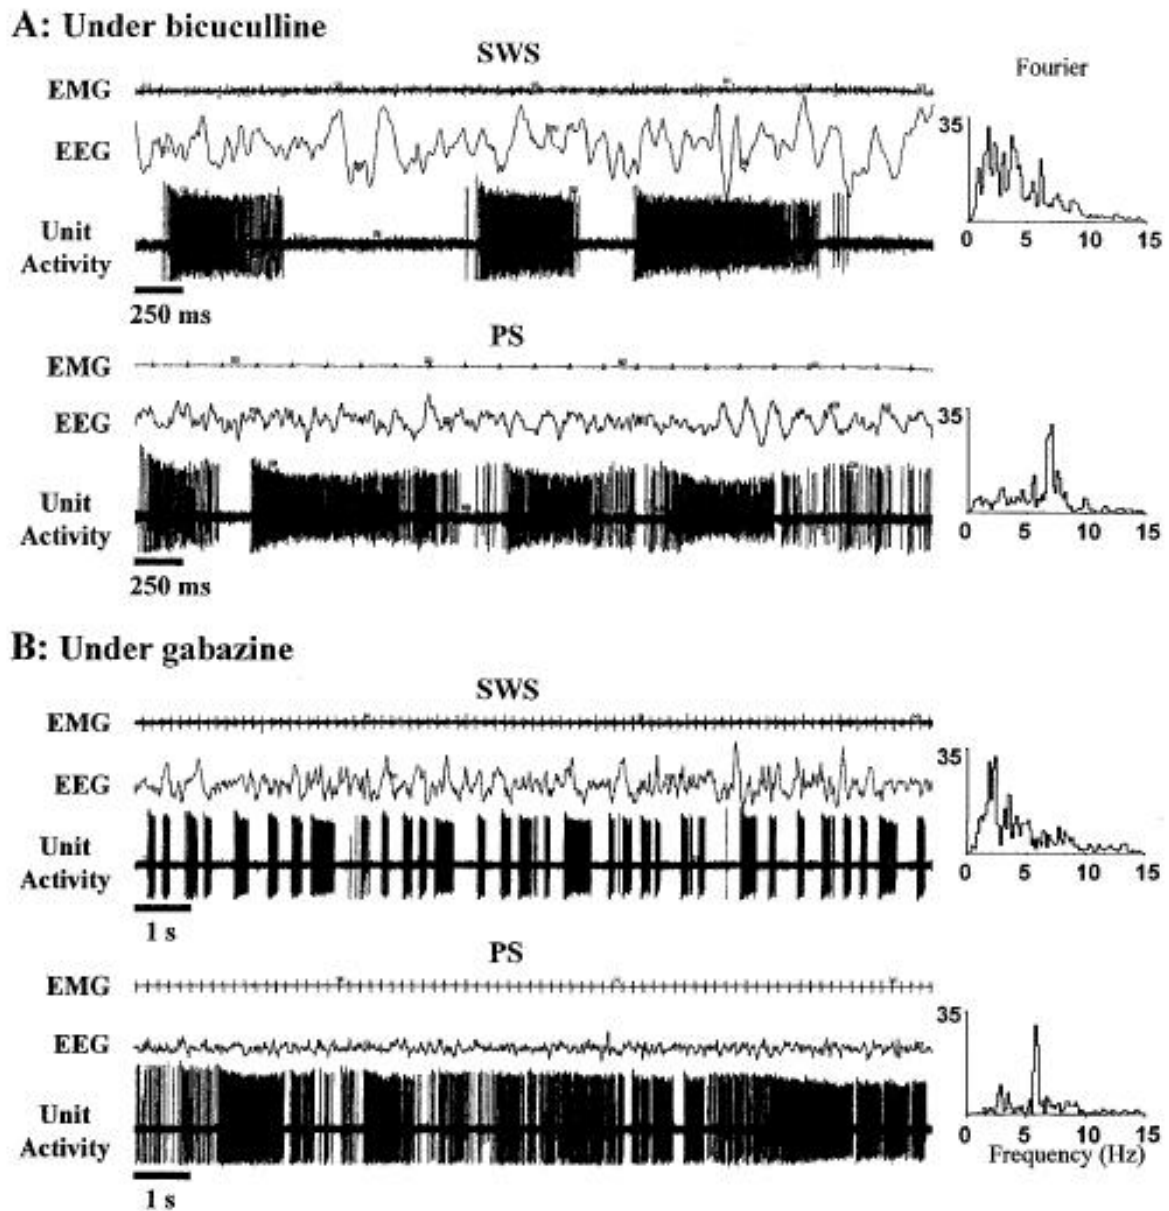 A: Under bicuculline
SWS
Fourier
EMG
EEG
35
Unit
Activity
0 5 10 15
250 ms
PS
EMG
EEG
35
Unit
Activity
0 5 10 15
250 ms
B: Under gabazine
SWS
EMG
EEG
35
Unit
Activity
0 5 10 15
1 s
PS
EMG
EEG
35
Unit
Activity
0 5 10 15
Frequency (Hz)
1 s